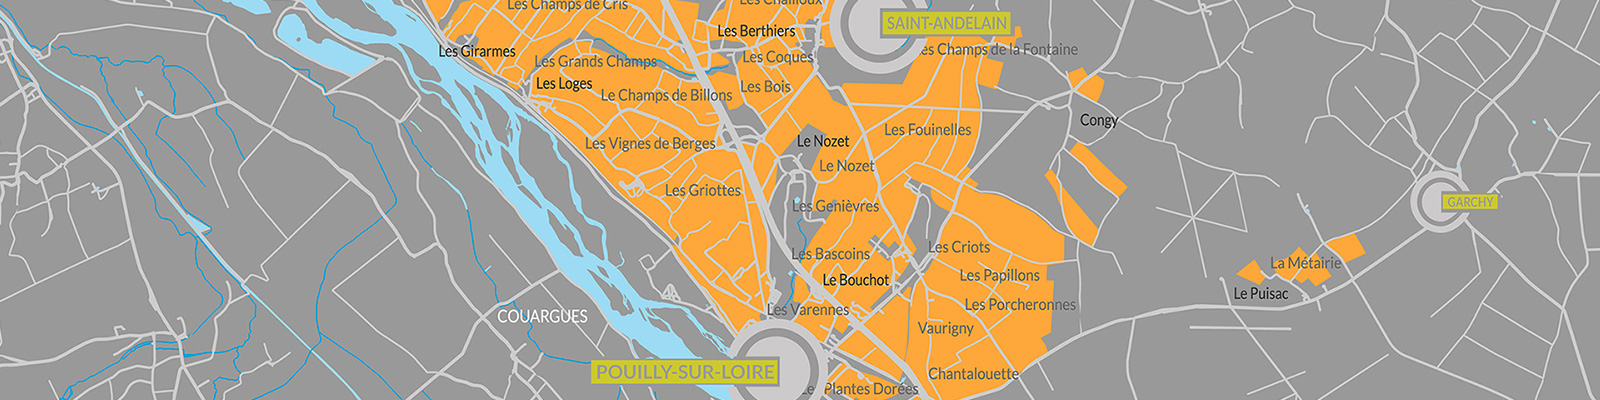 Les Champs de Cris
Les Chailloux
SAINT-ANDELAIN
Les Berthiers
Les Girarmes
es Champs de la Fontaine
Les Grands Champs
Les Coques
Les Loges
Les Bois
Le Champs de Billons
Congy
Les Fouinelles
Les Vignes de Berges
Le Nozet
Le Nozet
Les Griottes
GARCHY
Les Genièvres
Les Criots
Les Bascoins
La Métairie
Les Papillons
Le Bouchot
Le Puisac
Les Porcheronnes
Les Varennes
COUARGUES
Vaurigny
POUILLY-SUR-LOIRE
Chantalouette
Le Plantes Dorées